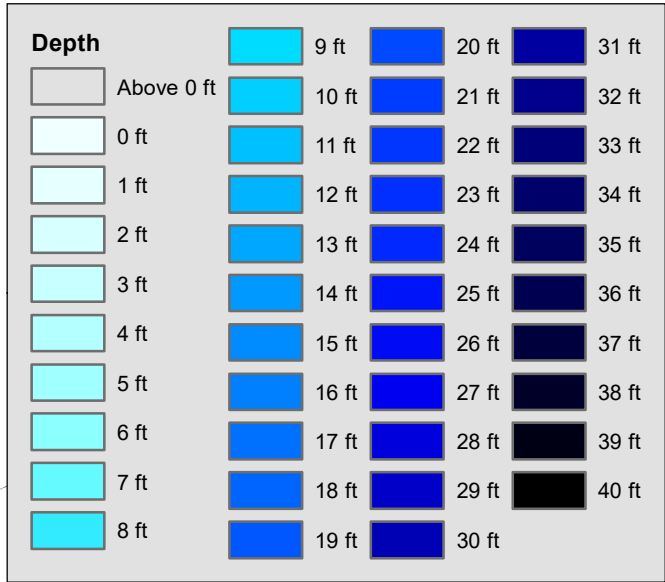 Depth
Above 0 ft
0 ft
1 ft
2 ft
3 ft
4 ft
5 ft
6 ft
7 ft
8 ft
9 ft
10 ft
11 ft
12 ft
13 ft
14 ft
15 ft
16 ft
17 ft
18 ft
19 ft
20 ft
21 ft
22 ft
23 ft
24 ft
25 ft
26 ft
27 ft
28 ft
29 ft
30 ft
31 ft
32 ft
33 ft
34 ft
35 ft
36 ft
37 ft
38 ft
39 ft
40 ft